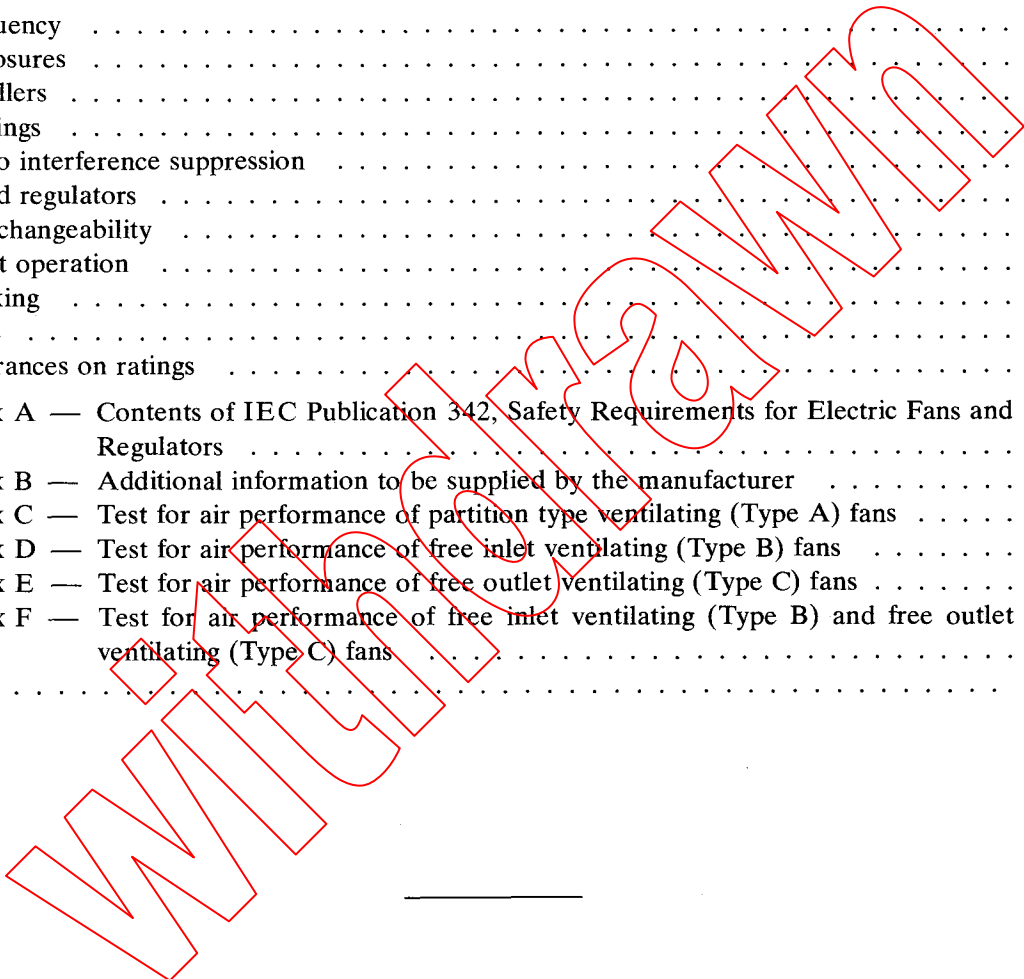 uency . . . . . . . . . . . . . . . . . . . . . . . . . . . . . . . . . . . . . . . . .
osures . . . . . . . . . . . . . . . . . . . . . . . . . . . . . . . . . . . . . . . . .
llers . . . . . . . . . . . . . . . . . . . . . . . . . . . . . . . . . . . . . . . . . .
ings . . . . . . . . . . . . . . . . . . . . . . . . . . . . . . . . . . . . . . . . . .
o interference suppression . . . . . . . . . . . . . . . . . . . . . . . . . . . . . .
d regulators . . . . . . . . . . . . . . . . . . . . . . . . . . . . . . . . . . . . . .
changeability . . . . . . . . . . . . . . . . . . . . . . . . . . . . . . . . . . . . .
t operation . . . . . . . . . . . . . . . . . . . . . . . . . . . . . . . . . . . . . .
king . . . . . . . . . . . . . . . . . . . . . . . . . . . . . . . . . . . . . . . . . .
. . . . . . . . . . . . . . . . . . . . . . . . . . . . . . . . . . . . . . . . . . . .
rances on ratings . . . . . . . . . . . . . . . . . . . . . . . . . . . . . . . . . . .
x A — Contents of IEC Publication 342, Safety Requirements for Electric Fans and
Regulators . . . . . . . . . . . . . . . . . . . . . . . . . . . . . . . . . .
x B — Additional information to be supplied by the manufacturer . . . . . . . . .
x C — Test for air performance of partition type ventilating (Type A) fans . . . . .
x D — Test for air performance of free inlet ventilating (Type B) fans . . . . . . .
x E — Test for air performance of free outlet ventilating (Type C) fans . . . . . . .
x F — Test for air performance of free inlet ventilating (Type B) and free outlet
ventilating (Type C) fans . . . . . . . . . . . . . . . . . . . . . . . . . . .
. . . . . . . . . . . . . . . . . . . . . . . . . . . . . . . . . . . . . . . . . . . .
withdrawn